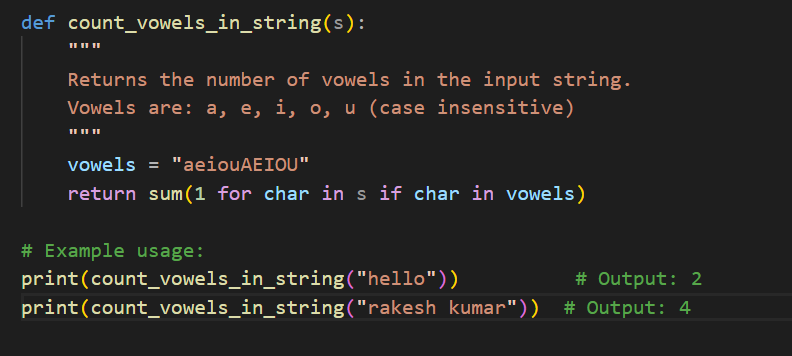 def count_vowels_in_string(s):
    """
    Returns the number of vowels in the input string.
    Vowels are: a, e, i, o, u (case insensitive)
    """
    vowels = "aeiouAEIOU"
    return sum(1 for char in s if char in vowels)

# Example usage:
print(count_vowels_in_string("hello"))          # Output: 2
print(count_vowels_in_string("rakesh kumar"))  # Output: 4